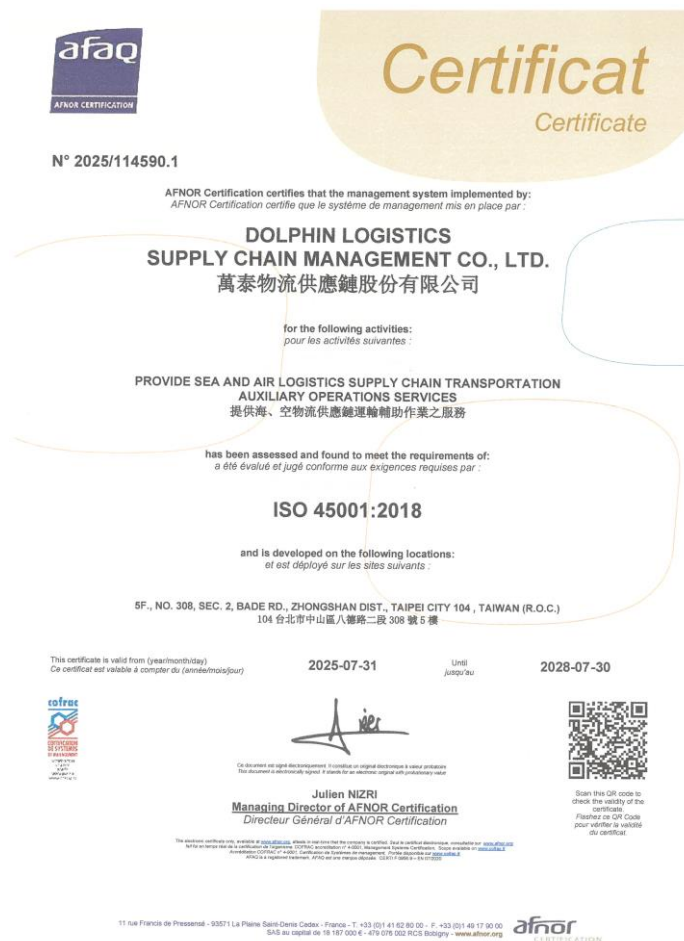 afaq
AFNOR CERTIFICATION
Certificat
Certificate
N° 2025/114590.1
AFNOR Certification certifies that the management system implemented by:
AFNOR Certification certifie que le système de management mis en place par :
DOLPHIN LOGISTICS
SUPPLY CHAIN MANAGEMENT CO., LTD.
萬泰物流供應鏈股份有限公司
for the following activities:
pour les activités suivantes :
PROVIDE SEA AND AIR LOGISTICS SUPPLY CHAIN TRANSPORTATION
AUXILIARY OPERATIONS SERVICES
提供海、空物流供應鏈運輸輔助作業之服務
has been assessed and found to meet the requirements of:
a été évalué et jugé conforme aux exigences requises par :
ISO 45001:2018
and is developed on the following locations:
et est déployé sur les sites suivants :
5F., NO. 308, SEC. 2, BADE RD., ZHONGSHAN DIST., TAIPEI CITY 104 , TAIWAN (R.O.C.)
104 台北市中山區八德路二段 308 號 5 樓
This certificate is valid from (year/month/day)
Ce certificat est valable à compter du (année/mois/jour)
2025-07-31
Until
jusqu'au
2028-07-30
cofrac
CERTIFICATION
DE SYSTEMES
DE MANAGEMENT
Ce document est signé électroniquement. Il constitue un original électronique à valeur probatoire
This document is electronically signed. It stands for an electronic original with probationary value
Julien NIZRI
Managing Director of AFNOR Certification
Directeur Général d'AFNOR Certification
Scan this QR code to
check the validity of the
certificate.
Flashez ce QR Code
pour vérifier la validité
du certificat
11 rue Francis de Pressensé - 93571 La Plaine Saint-Denis Cedex - France - T. +33 (0)1 41 62 80 00 - F. +33 (0)1 49 17 90 00
SAS au capital de 18 187 000 € - 479 076 002 RCS Bobigny - www.afnor.org
afnor
CERTIFICATION